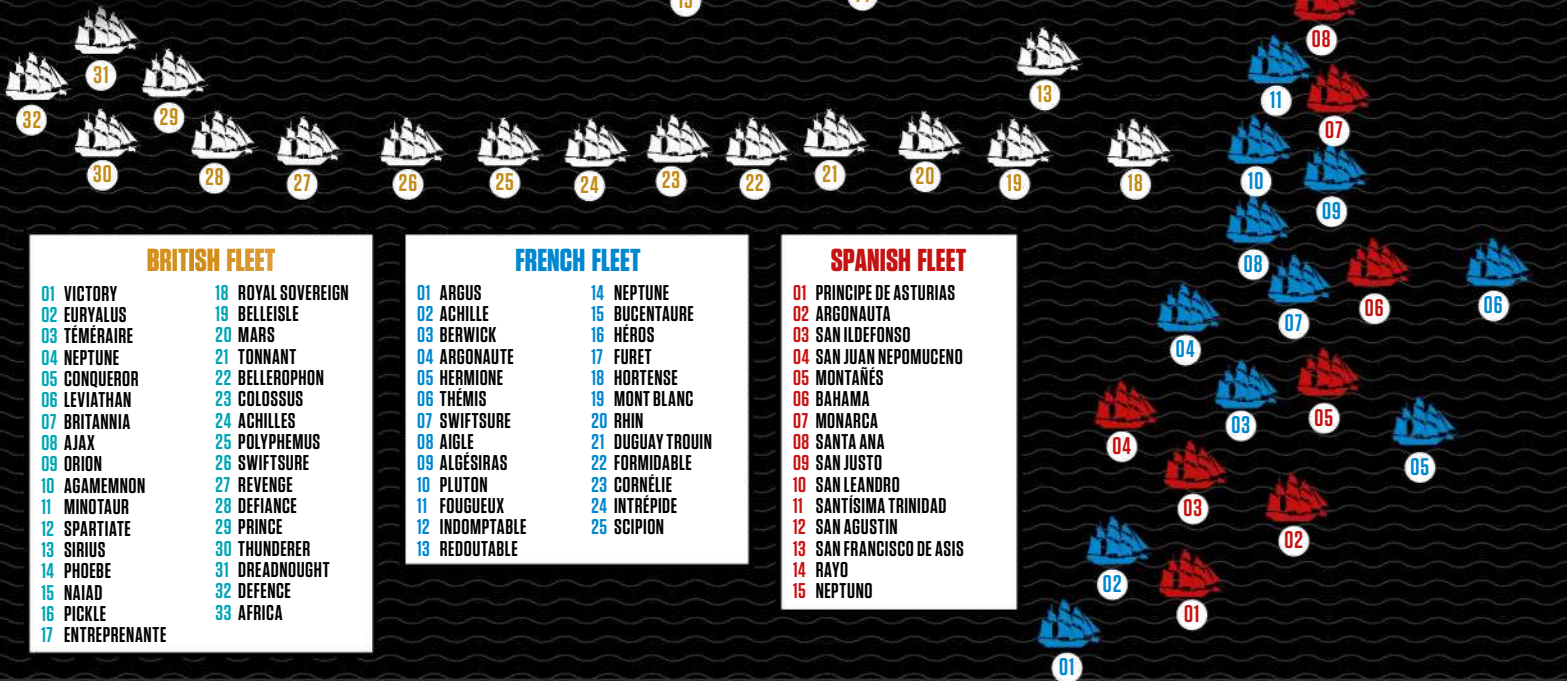 15
14
08
31
32
29
13
11
07
30
28
27
26
25
24
23
22
21
20
19
18
10
09
08
07
06
06
04
03
05
04
05
03
02
02
01
01
BRITISH FLEET
01 VICTORY
02 EURYALUS
03 TÉMÉRAIRE
04 NEPTUNE
05 CONQUEROR
06 LEVIATHAN
07 BRITANNIA
08 AJAX
09 ORION
10 AGAMEMNON
11 MINOTAUR
12 SPARTIATE
13 SIRIUS
14 PHOEBE
15 NAIAD
16 PICKLE
17 ENTREPRENANTE
18 ROYAL SOVEREIGN
19 BELLEISLE
20 MARS
21 TONNANT
22 BELLEROPHON
23 COLOSSUS
24 ACHILLES
25 POLYPHEMUS
26 SWIFTSURE
27 REVENGE
28 DEFIANCE
29 PRINCE
30 THUNDERER
31 DREADNOUGHT
32 DEFENCE
33 AFRICA
FRENCH FLEET
01 ARGUS
02 ACHILLE
03 BERWICK
04 ARGONAUTE
05 HERMIONE
06 THÉMIS
07 SWIFTSURE
08 AIGLE
09 ALGÉSIRAS
10 PLUTON
11 FOUGUEUX
12 INDOMPTABLE
13 REDOUTABLE
14 NEPTUNE
15 BUCENTAURE
16 HÉROS
17 FURET
18 HORTENSE
19 MONT BLANC
20 RHIN
21 DUGUAY TROUIN
22 FORMIDABLE
23 CORNÉLIE
24 INTRÉPIDE
25 SCIPION
SPANISH FLEET
01 PRINCIPE DE ASTURIAS
02 ARGONAUTA
03 SAN ILDEFONSO
04 SAN JUAN NEPOMUCENO
05 MONTAÑÉS
06 BAHAMA
07 MONARCA
08 SANTA ANA
09 SAN JUSTO
10 SAN LEANDRO
11 SANTÍSIMA TRINIDAD
12 SAN AGUSTIN
13 SAN FRANCISCO DE ASIS
14 RAYO
15 NEPTUNO